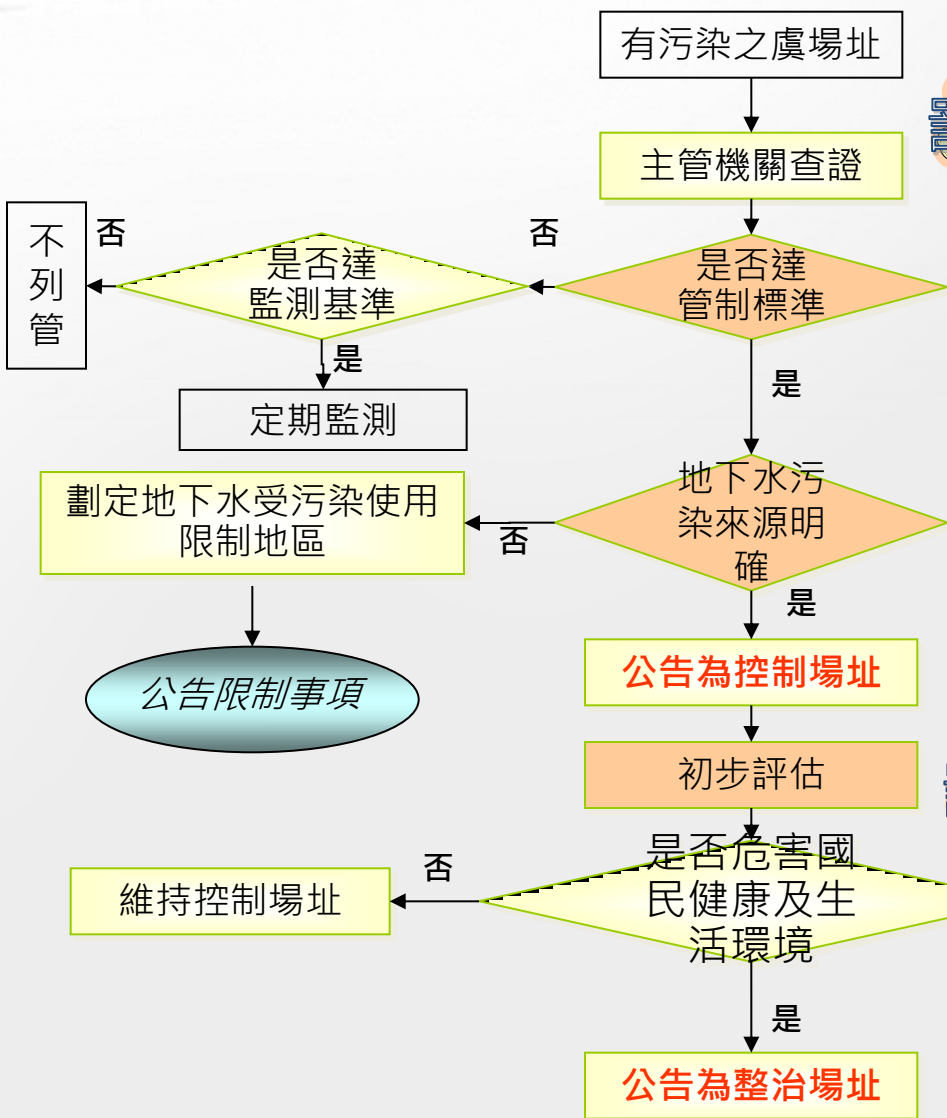 有污染之虞場址
主管機關查證
是否達
管制標準
否
是否達
監測基準
否
不
列
管
是
定期監測
是
地下水污
染來源明
確
否
劃定地下水受污染使用
限制地區
公告限制事項
是
公告為控制場址
初步評估
是否危害國
民健康及生
活環境
否
維持控制場址
是
公告為整治場址